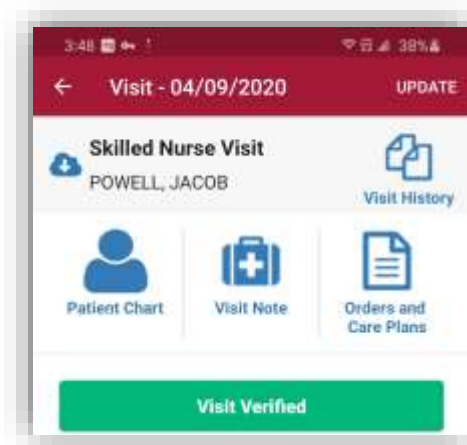 3:48 38%
← Visit - 04/09/2020 UPDATE
Skilled Nurse Visit
POWELL, JACOB
Visit History
Patient Chart
Visit Note
Orders and
Care Plans
Visit Verified